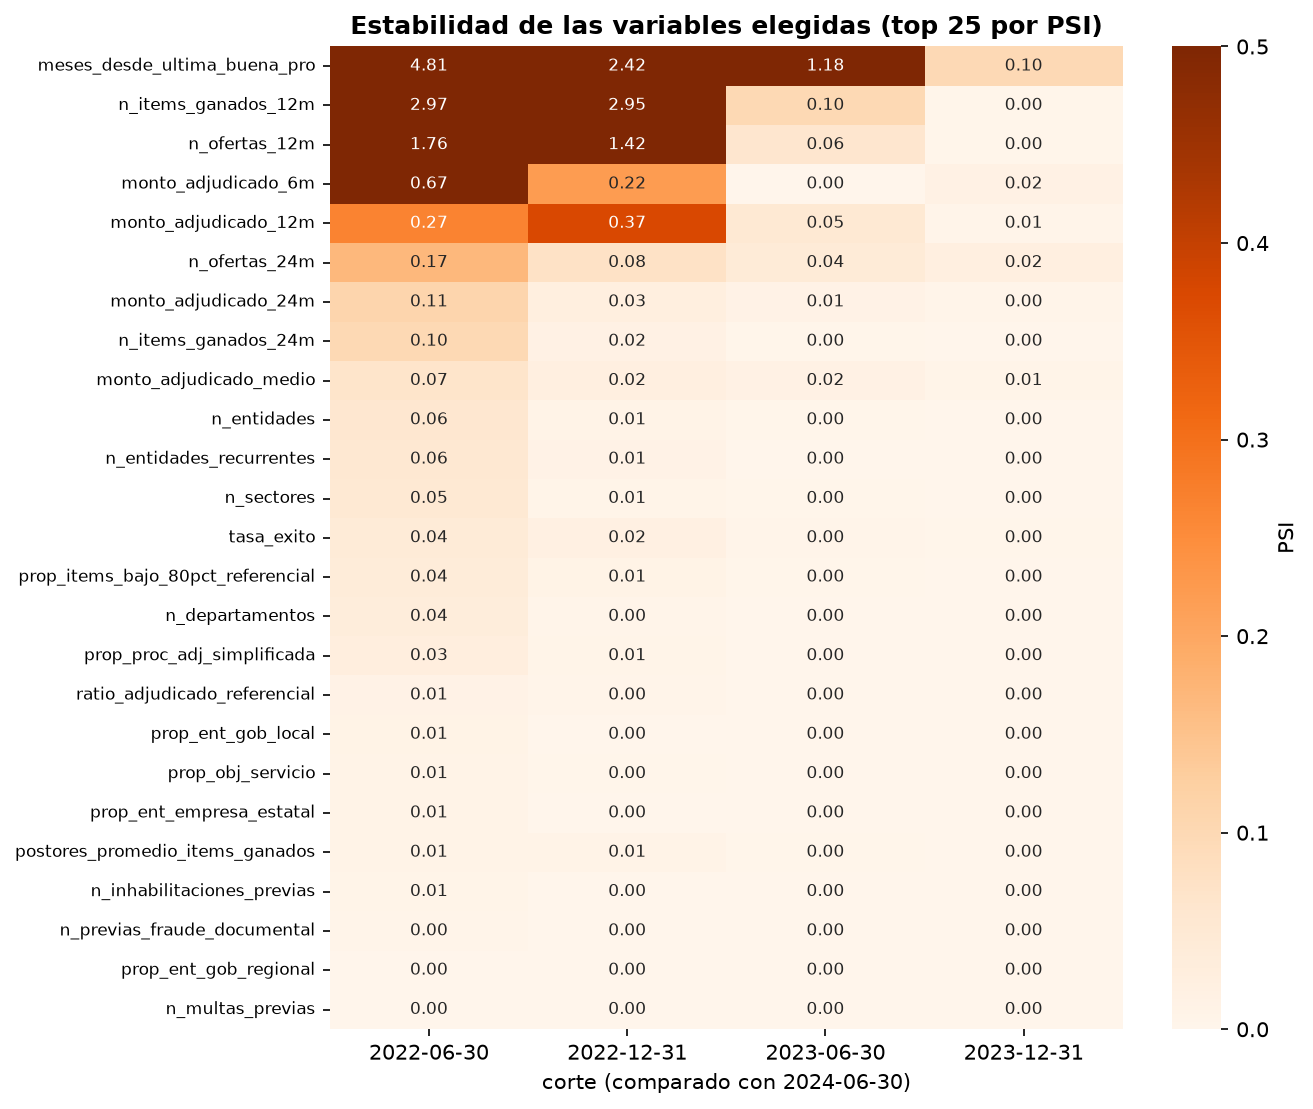 Estabilidad de las variables elegidas (top 25 por PSI)
meses_desde_ultima_buena_pro 4.81 2.42 1.18 0.10
n_items_ganados_12m 2.97 2.95 0.10 0.00
n_ofertas_12m 1.76 1.42 0.06 0.00
monto_adjudicado_6m 0.67 0.22 0.00 0.02
monto_adjudicado_12m 0.27 0.37 0.05 0.01
n_ofertas_24m 0.17 0.08 0.04 0.02
monto_adjudicado_24m 0.11 0.03 0.01 0.00
n_items_ganados_24m 0.10 0.02 0.00 0.00
monto_adjudicado_medio 0.07 0.02 0.02 0.01
n_entidades 0.06 0.01 0.00 0.00
n_entidades_recurrentes 0.06 0.01 0.00 0.00
n_sectores 0.05 0.01 0.00 0.00
tasa_exito 0.04 0.02 0.00 0.00
prop_items_bajo_80pct_referencial 0.04 0.01 0.00 0.00
n_departamentos 0.04 0.00 0.00 0.00
prop_proc_adj_simplificada 0.03 0.01 0.00 0.00
ratio_adjudicado_referencial 0.01 0.00 0.00 0.00
prop_ent_gob_local 0.01 0.00 0.00 0.00
prop_obj_servicio 0.01 0.00 0.00 0.00
prop_ent_empresa_estatal 0.01 0.00 0.00 0.00
postores_promedio_items_ganados 0.01 0.01 0.00 0.00
n_inhabilitaciones_previas 0.01 0.00 0.00 0.00
n_previas_fraude_documental 0.00 0.00 0.00 0.00
prop_ent_gob_regional 0.00 0.00 0.00 0.00
n_multas_previas 0.00 0.00 0.00 0.00
2022-06-30 2022-12-31 2023-06-30 2023-12-31
corte (comparado con 2024-06-30)
0.5
0.4
0.3
0.2
0.1
0.0
PSI